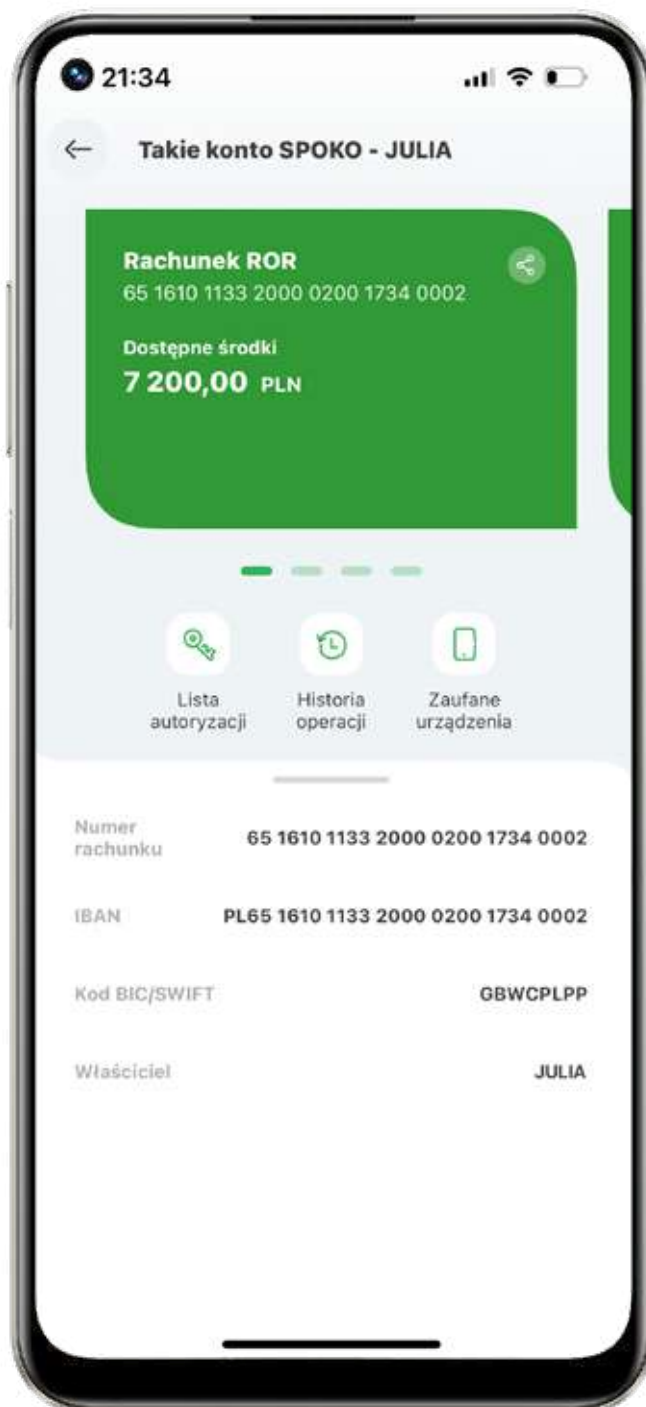 21:34
Takie konto SPOKO - JULIA
Rachunek ROR
65 1610 1133 2000 0200 1734 0002
Dostępne środki
7 200,00 PLN
Lista
autoryzacji
Historia
operacji
Zaufane
urządzenia
Numer
rachunku
65 1610 1133 2000 0200 1734 0002
IBAN
PL65 1610 1133 2000 0200 1734 0002
Kod BIC/SWIFT
GBWCPLPP
Właściciel
JULIA